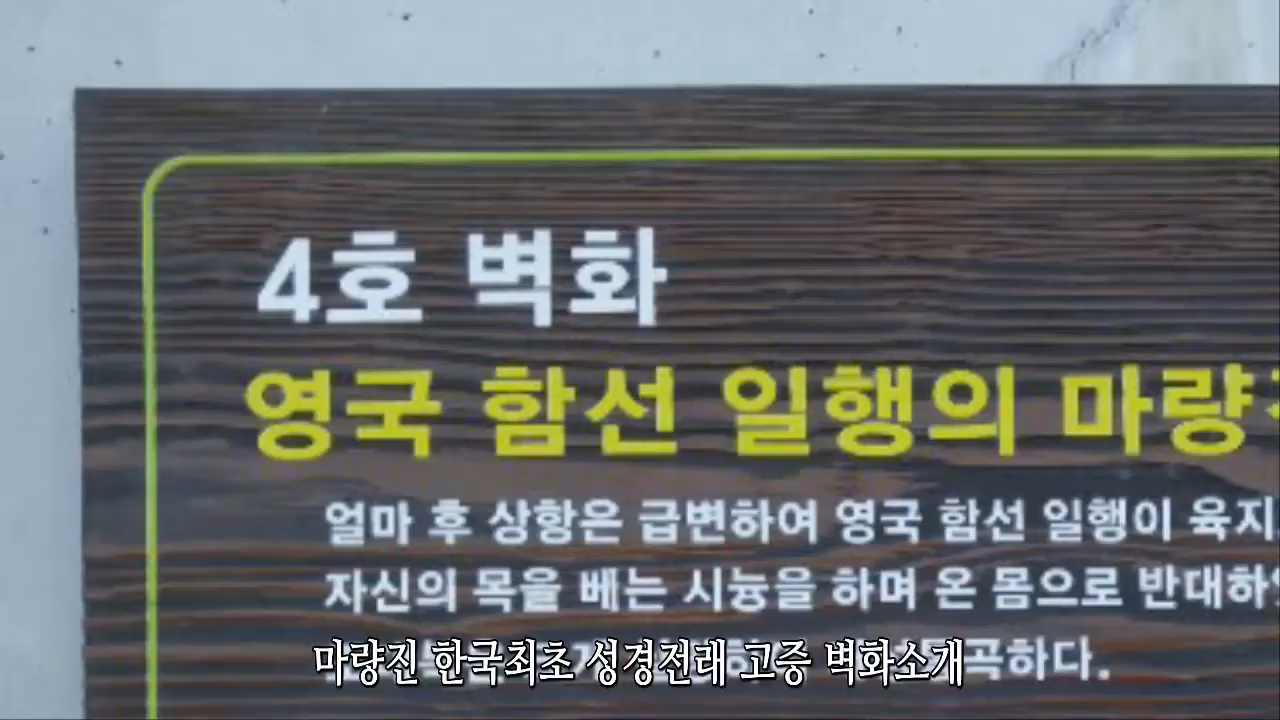 4호 벽화
영국 함선 일행의 마량
얼마 후 상황은 급변하여 영국 함선 일행이 육지
자신의 목을 베는 시늉을 하며 온 몸으로 반대하
곡하다.
마량진 한국최초 성경전래 고증 벽화소개